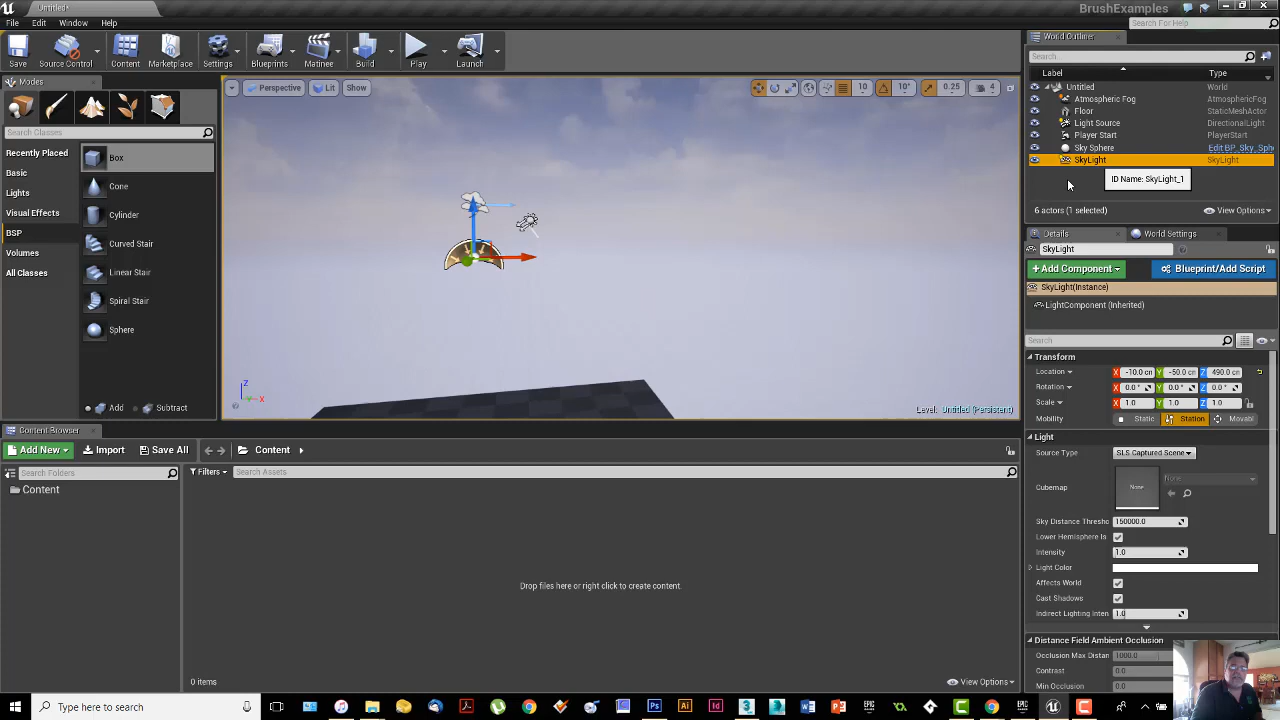 Untitled*
BrushExamples
File Edit Window Help
Search For Help
Save Source Control Content Marketplace Settings Blueprints Matinee Build Play Launch
Modes
Search Classes
Recently Placed
Basic
Lights
Visual Effects
BSP
Volumes
All Classes
Box
Cone
Cylinder
Curved Stair
Linear Stair
Spiral Stair
Sphere
Add Subtract
Perspective Lit Show
10 10° 0.25 4
Z
X
Level: Untitled (Persistent)
World Outliner
Search
Label Type
Untitled World
Atmospheric Fog AtmosphericFog
Floor StaticMeshActor
Light Source DirectionalLight
Player Start PlayerStart
Sky Sphere Edit BP_Sky_Sph
SkyLight SkyLight
ID Name: SkyLight_1
6 actors (1 selected) View Options
Details World Settings
SkyLight
+Add Component Blueprint/Add Script
SkyLight(Instance)
LightComponent (Inherited)
Search
Transform
Location X -10.0 cm Y -50.0 cm Z 490.0 cm
Rotation X 0.0 ° Y 0.0 ° Z 0.0 °
Scale X 1.0 Y 1.0 Z 1.0
Mobility Static Station Movabl
Light
Source Type SLS Captured Scene
Cubemap None None
Sky Distance Thresho 150000.0
Lower Hemisphere Is
Intensity 1.0
Light Color
Affects World
Cast Shadows
Indirect Lighting Inten 1.0
Distance Field Ambient Occlusion
Occlusion Max Distan 1000.0
Contrast 0.0
Min Occlusion 0.0
Content Browser
Add New Import Save All Content
Search Folders Filters Search Assets
Content
Drop files here or right click to create content.
0 items View Options
Type here to search